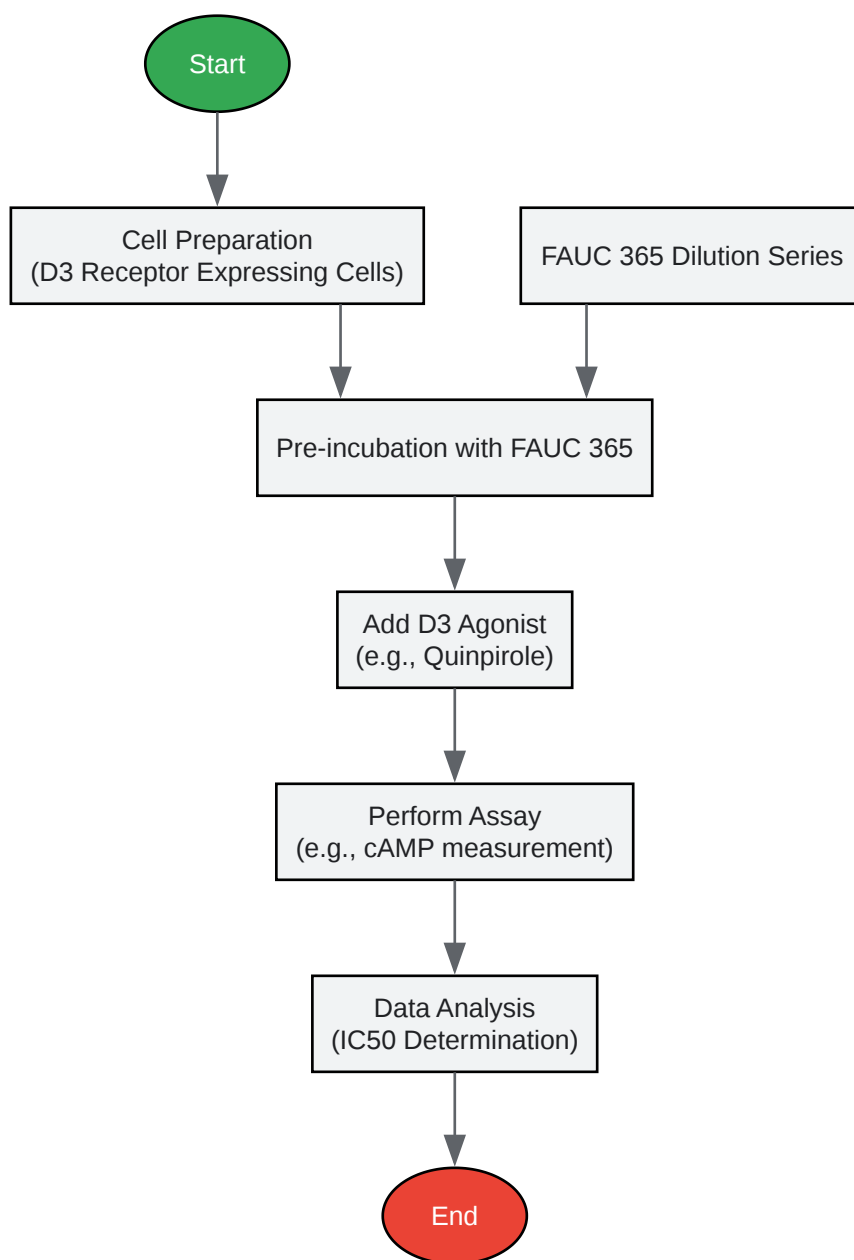 Start
Cell Preparation
(D3 Receptor Expressing Cells)
FAUC 365 Dilution Series
Pre-incubation with FAUC 365
Add D3 Agonist
(e.g., Quinpirole)
Perform Assay
(e.g., cAMP measurement)
Data Analysis
(IC50 Determination)
End